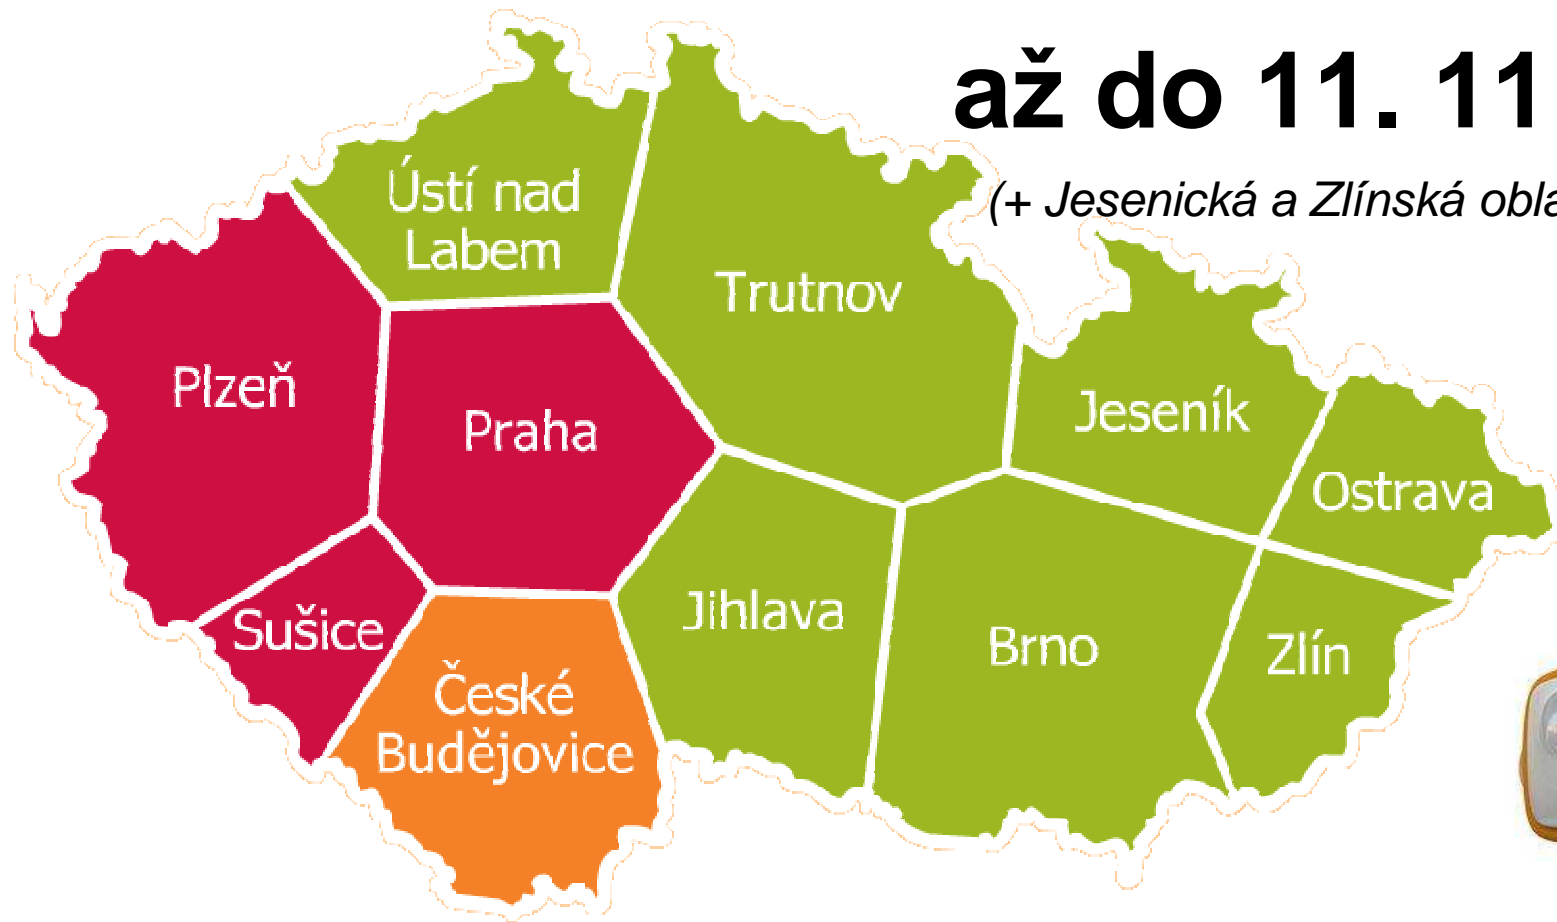 až do 11. 11
(+ Jesenická a Zlínská obla
Ústí nad
Labem
Trutnov
Plzeň
Praha
Jeseník
Ostrava
Sušice
Jihlava
Brno
Zlín
České
Budějovice